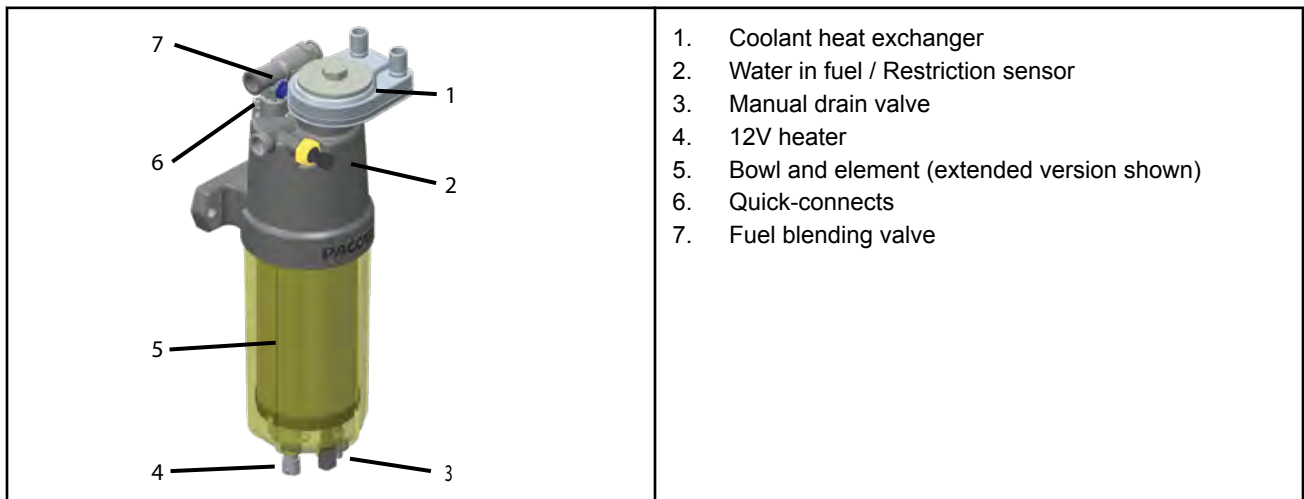 7
1
6
2
PACCAR
5
4
3
1. Coolant heat exchanger
2. Water in fuel / Restriction sensor
3. Manual drain valve
4. 12V heater
5. Bowl and element (extended version shown)
6. Quick-connects
7. Fuel blending valve